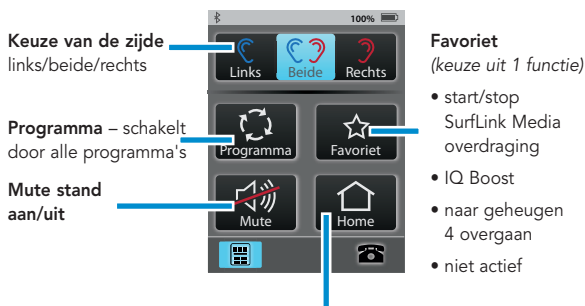 100%
Keuze van de zijde
links/beide/rechts
Links
Beide
Rechts
Programma – schakelt
door alle programma's
Programma
Favoriet
Mute stand
aan/uit
Mute
Home
Favoriet
(keuze uit 1 functie)
• start/stop
SurfLink Media
overdraging
• IQ Boost
• naar geheugen
4 overgaan
• niet actief